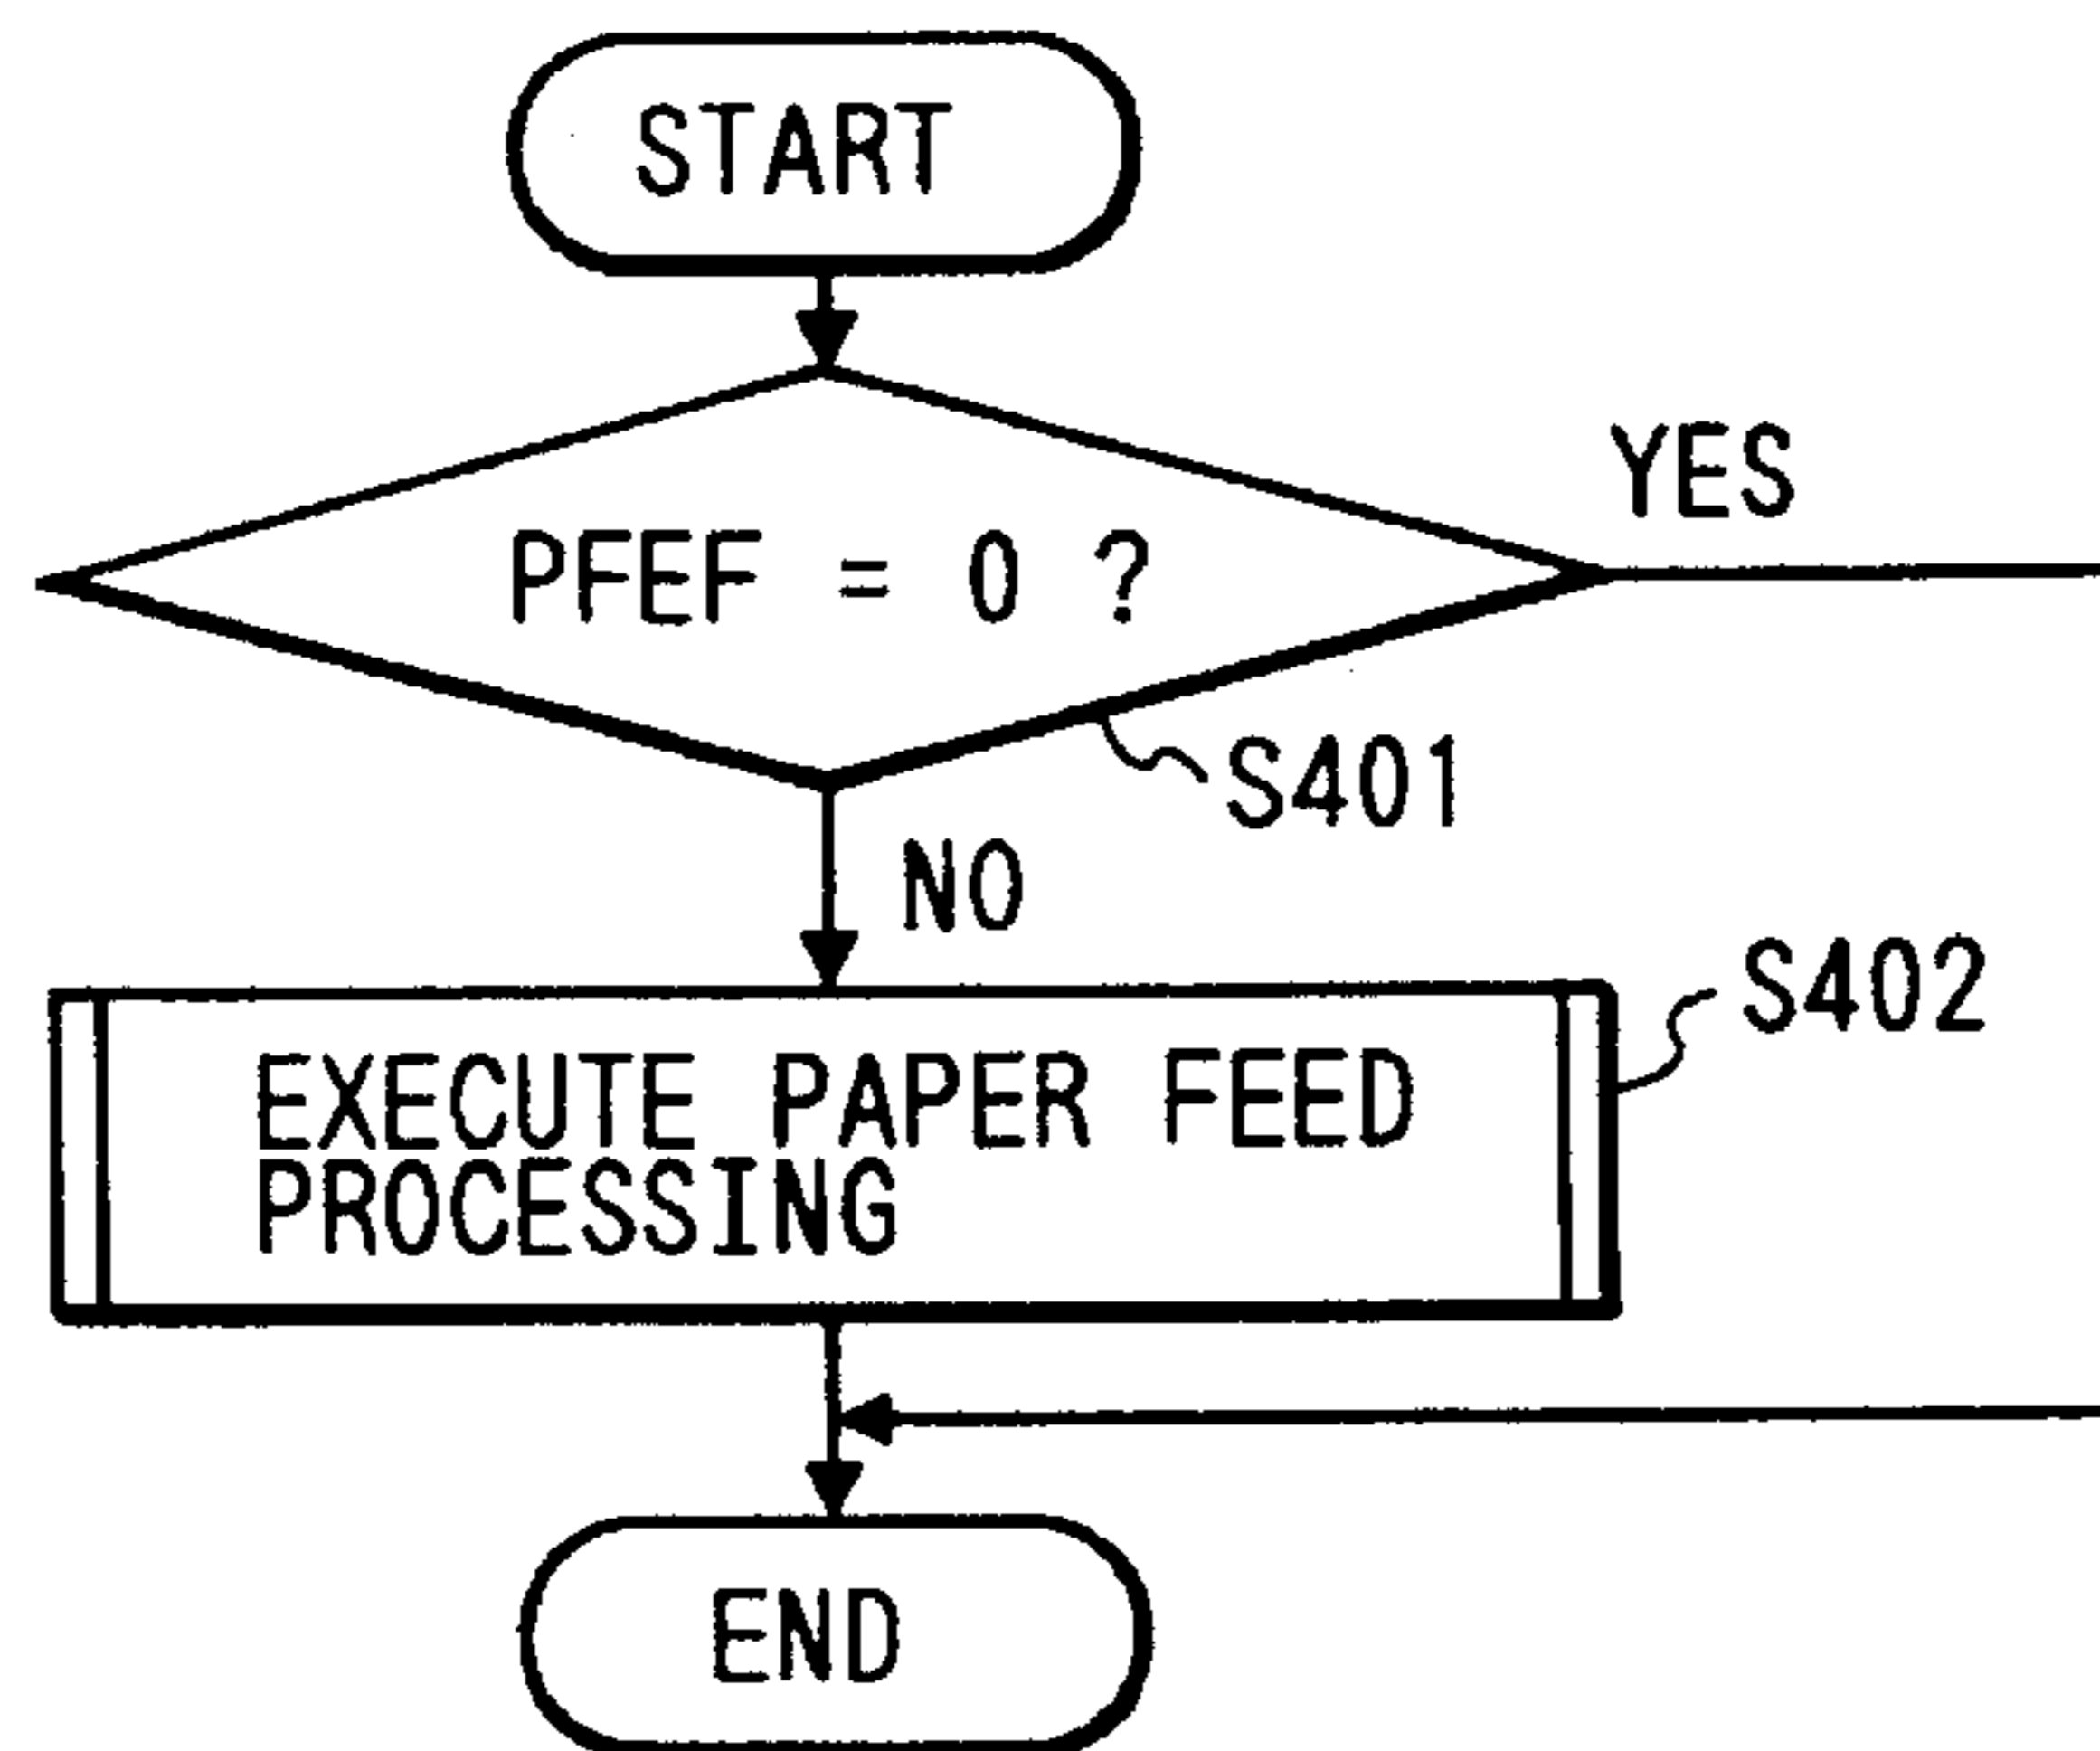 START
PFEF = 0 ?
YES
S401
NO
S402
EXECUTE PAPER FEED
PROCESSING
END